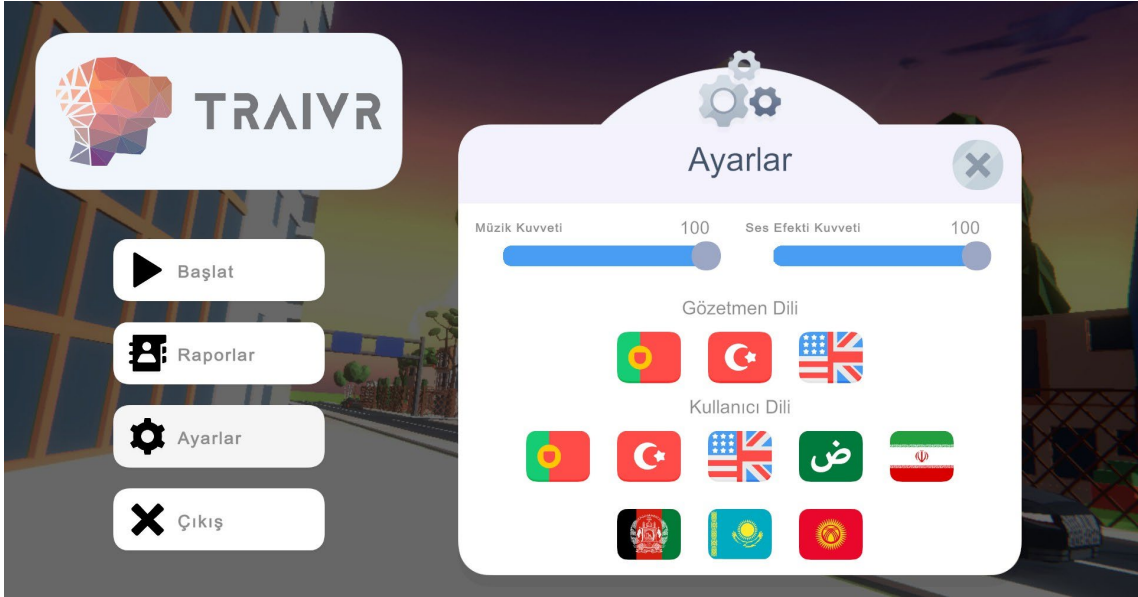 TRAIVR
Başlat
Raporlar
Ayarlar
Çıkış
Ayarlar
Müzik Kuvveti 100 Ses Efekti Kuvveti 100
Gözetmen Dili
Kullanıcı Dili
ض